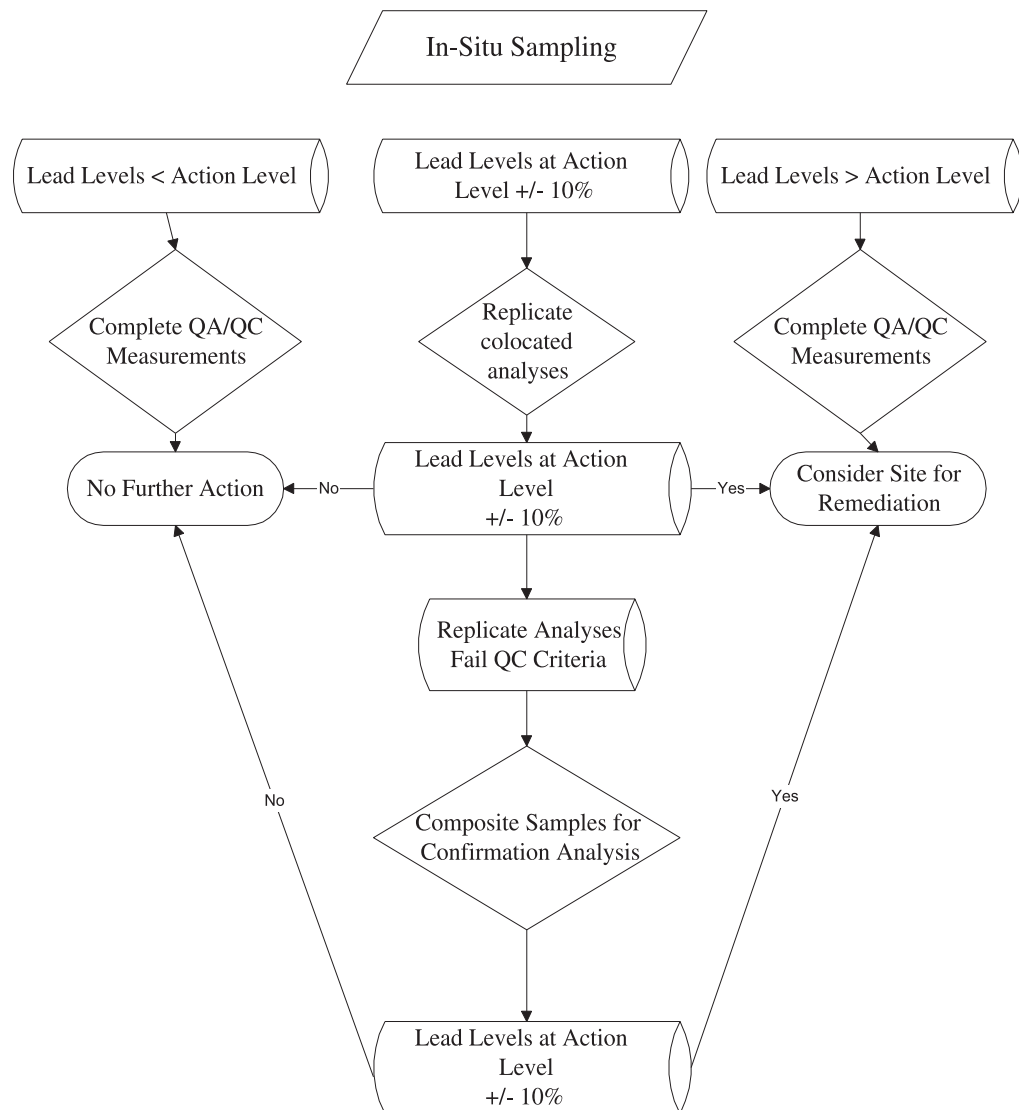 In-Situ Sampling
Lead Levels < Action Level
Lead Levels at Action
Level +/- 10%
Lead Levels > Action Level
Complete QA/QC
Measurements
Replicate
colocated
analyses
Complete QA/QC
Measurements
No Further Action
No
Lead Levels at Action
Level
+/- 10%
Yes
Consider Site for
Remediation
Replicate Analyses
Fail QC Criteria
No
Yes
Composite Samples for
Confirmation Analysis
Lead Levels at Action
Level
+/- 10%